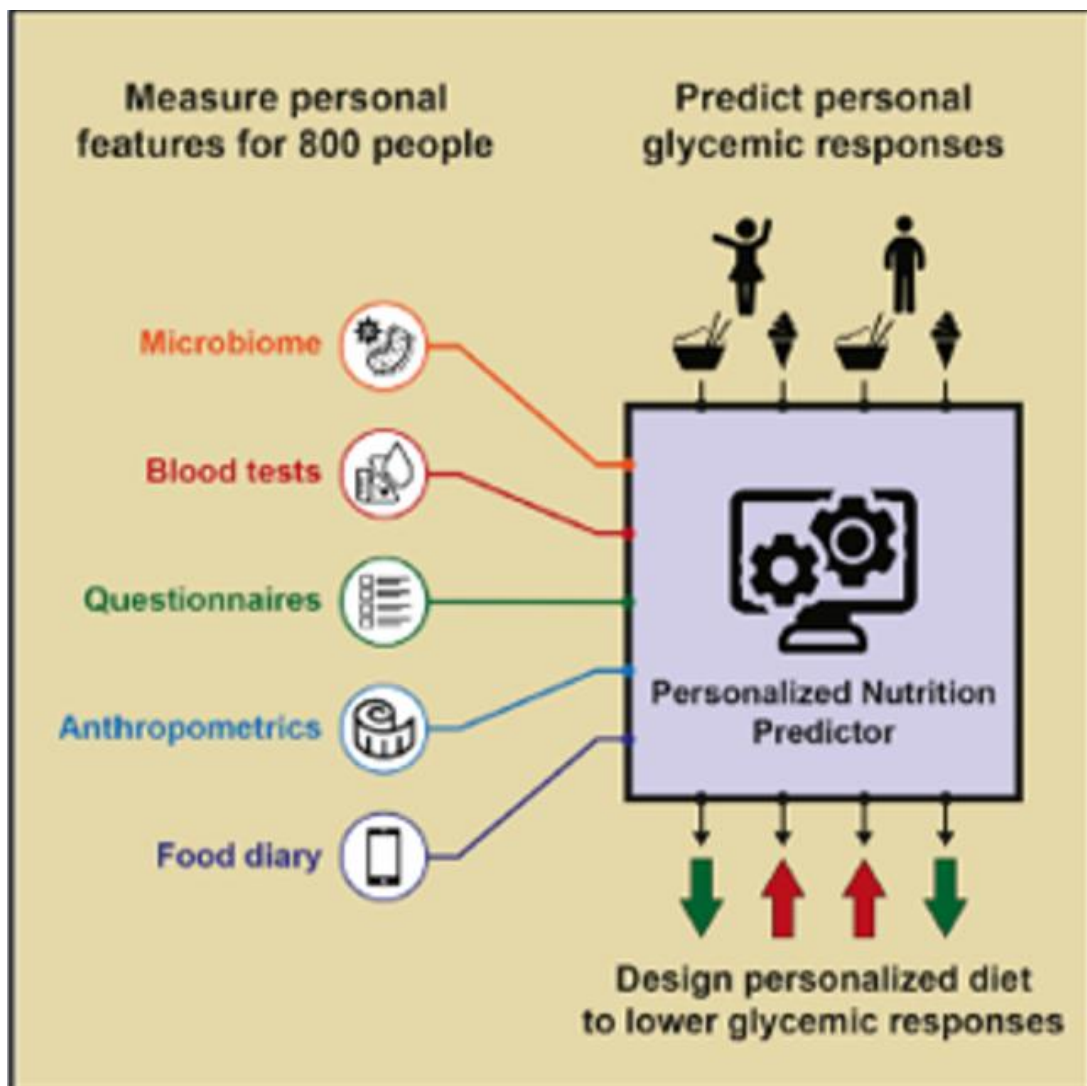 Measure personal
features for 800 people
Predict personal
glycemic responses
Microbiome
Blood tests
Questionnaires
Anthropometrics
Food diary
Personalized Nutrition
Predictor
Design personalized diet
to lower glycemic responses